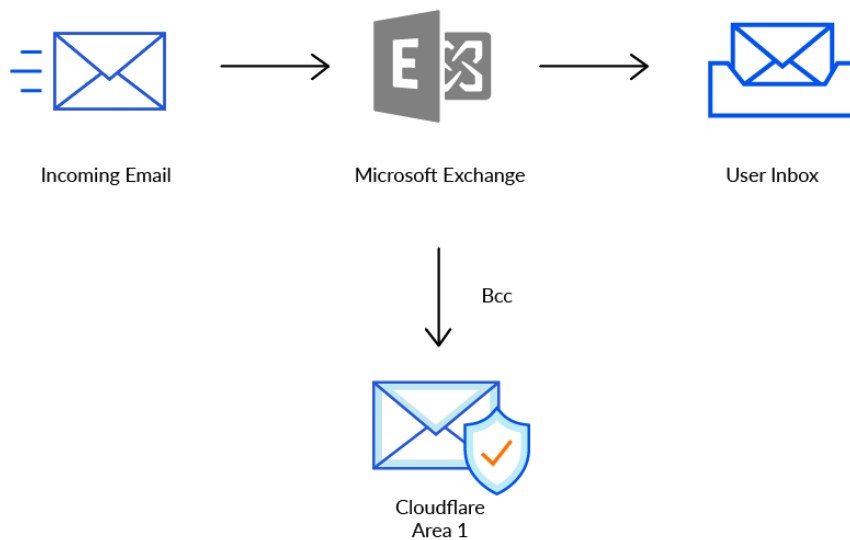 E
Incoming Email
Microsoft Exchange
User Inbox
Bcc
Cloudflare
Area 1